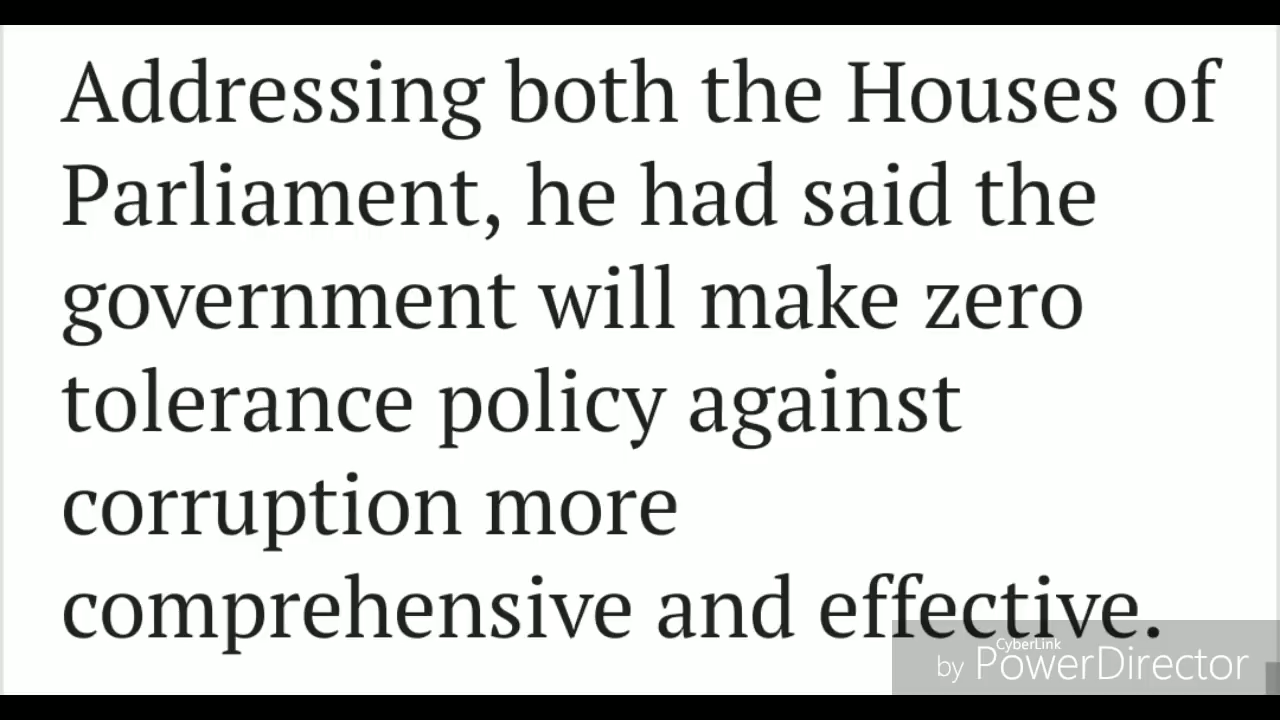 Addressing both the Houses of
Parliament, he had said the
government will make zero
tolerance policy against
corruption more
comprehensive and effective.
CyberLink
by PowerDirector